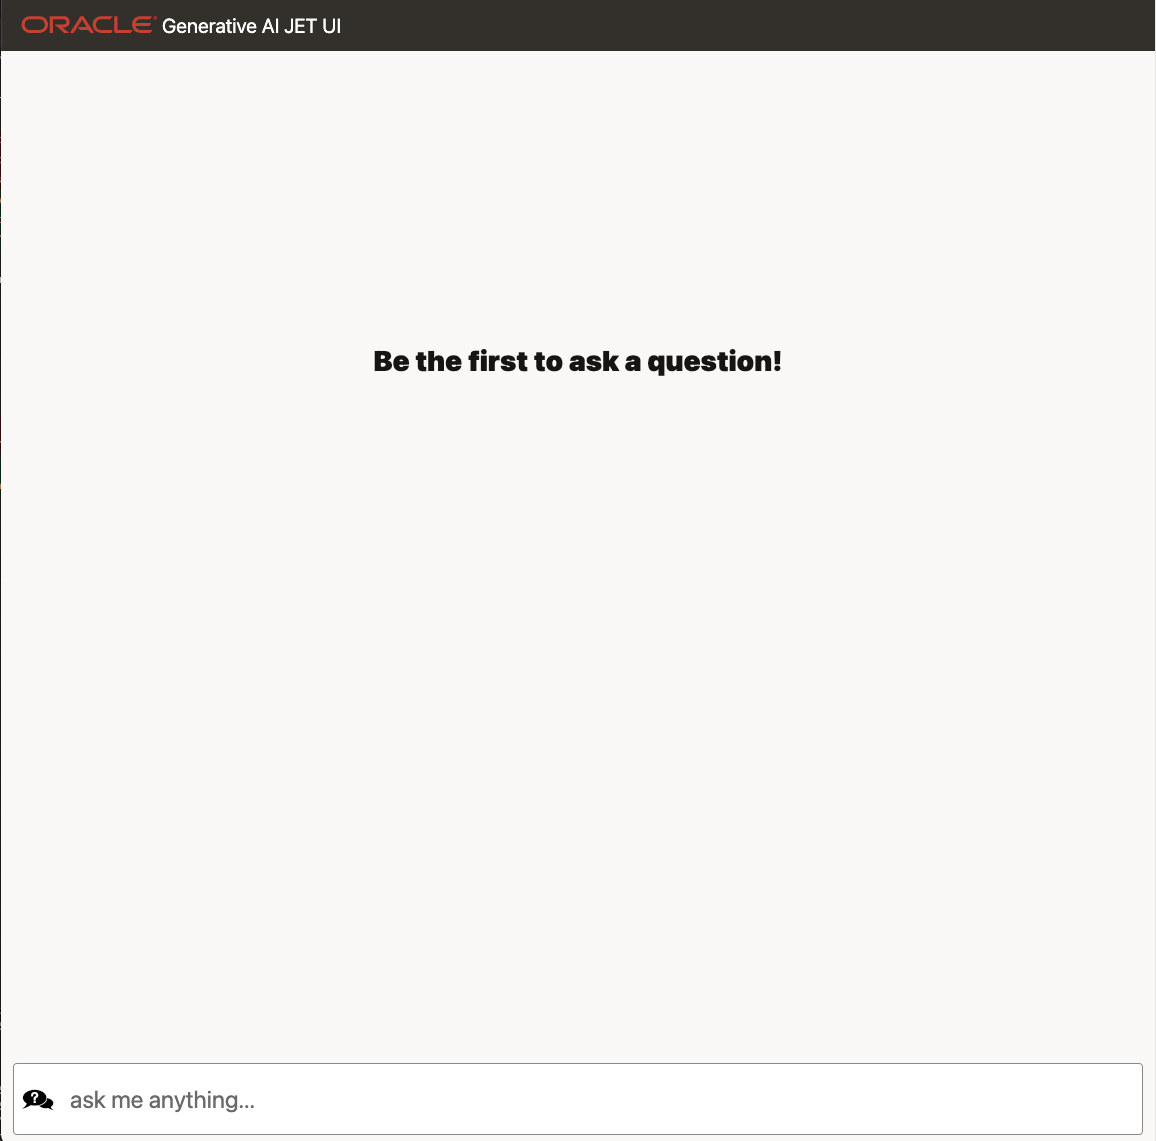 ORACLE® Generative AI JET UI
Be the first to ask a question!
? ask me anything...